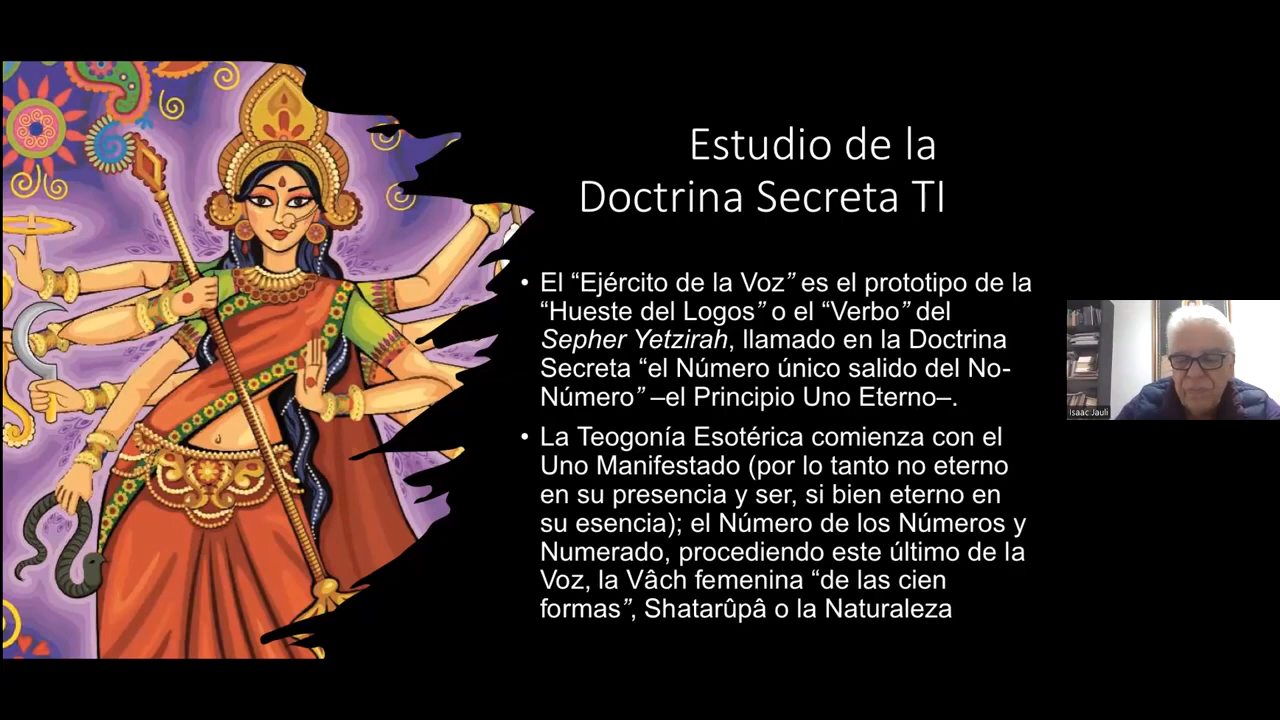 Estudio de la
Doctrina Secreta TI
• El “Ejército de la Voz” es el prototipo de la
“Hueste del Logos” o el “Verbo” del
Sepher Yetzirah, llamado en la Doctrina
Secreta “el Número único salido del No-
Número” –el Principio Uno Eterno–.
• La Teogonía Esotérica comienza con el
Uno Manifestado (por lo tanto no eterno
en su presencia y ser, si bien eterno en
su esencia); el Número de los Números y
Numerado, procediendo este último de la
Voz, la Vâch femenina “de las cien
formas”, Shatarûpâ o la Naturaleza
Isaac Jauli